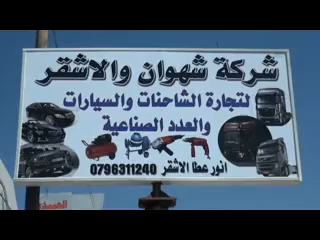 شركة شهوان والاشقر
لتجارة الشاحنات والسيارات
والعدد الصناعية
انور عطا الاشقر 0796311240